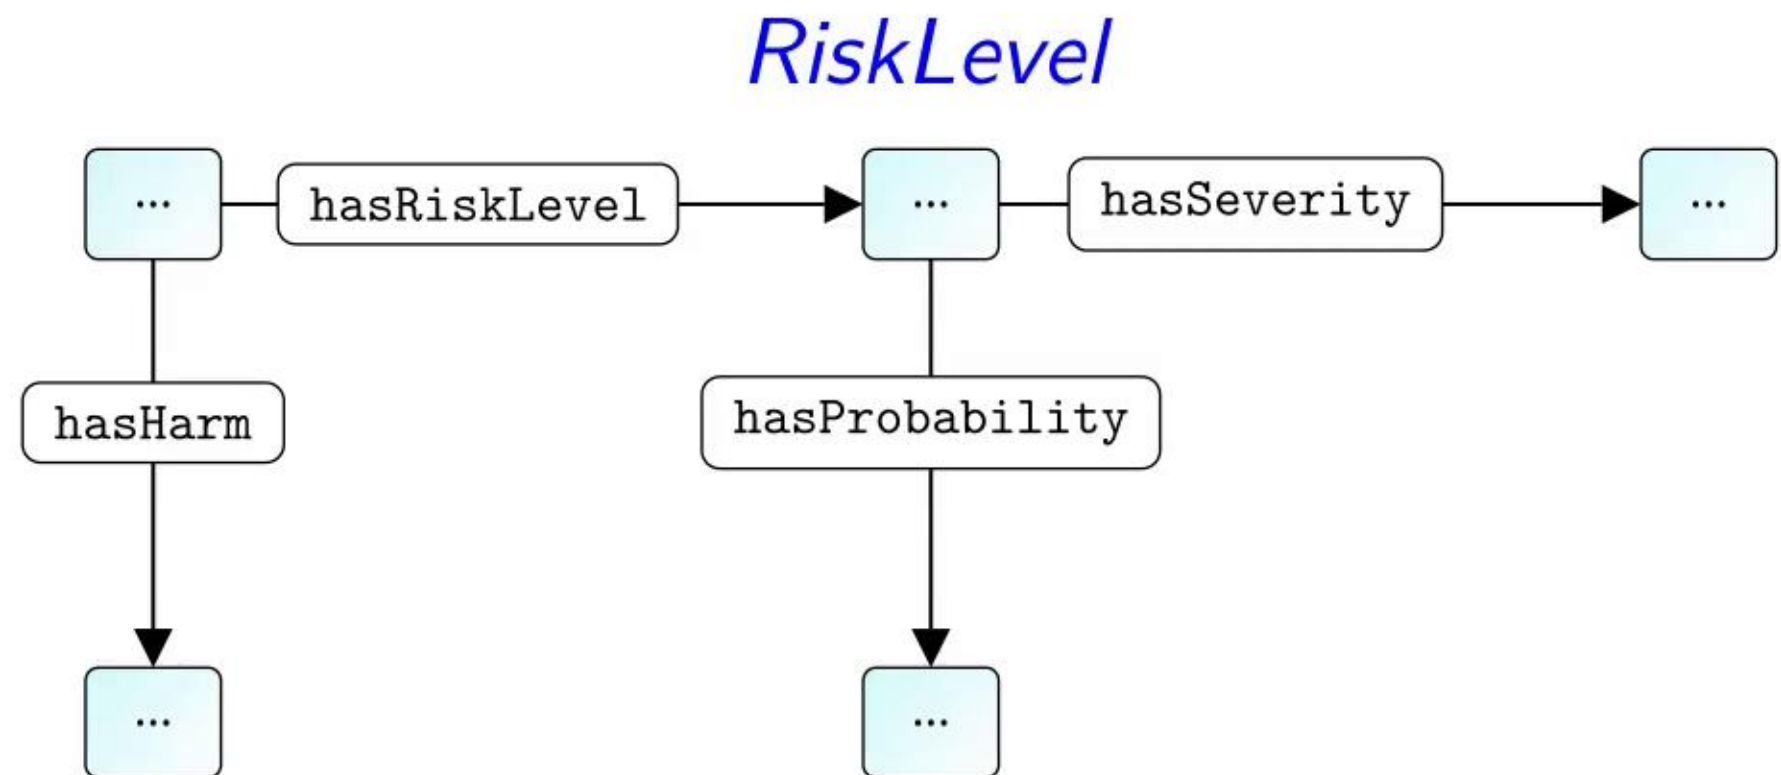 RiskLevel
... hasRiskLevel ... hasSeverity ...
hasHarm hasProbability
... ...